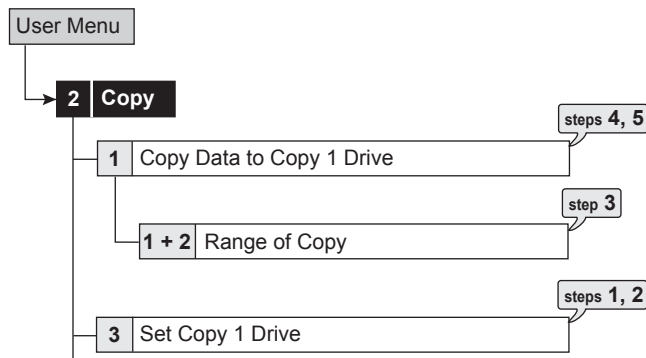 User Menu
2 Copy
steps 4, 5
1 Copy Data to Copy 1 Drive
step 3
1 + 2 Range of Copy
steps 1, 2
3 Set Copy 1 Drive